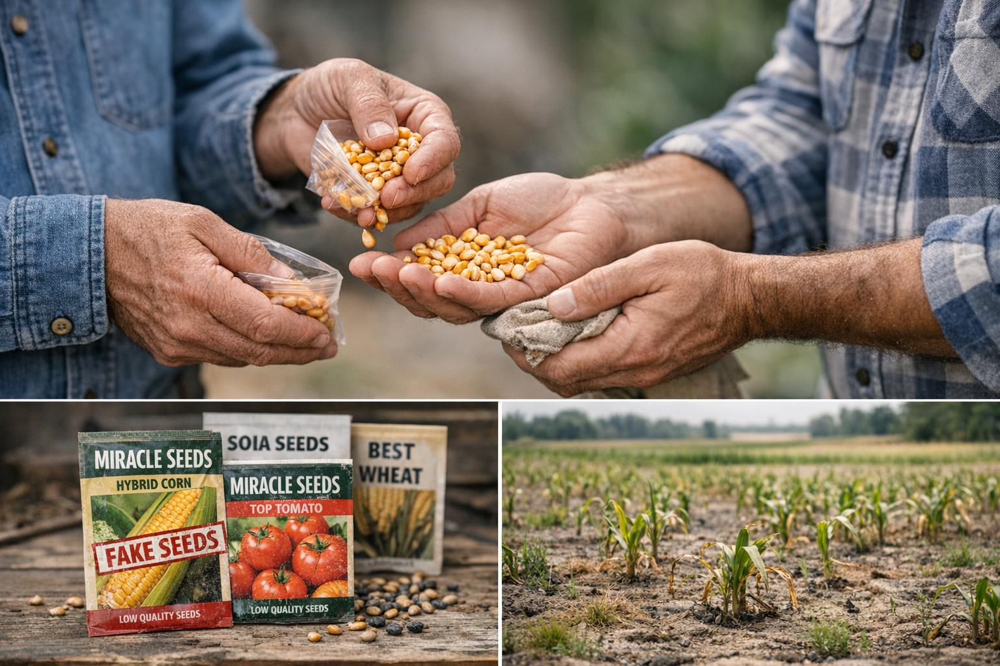 MIRACLE SEEDS
HYBRID CORN
FAKE SEEDS
LOW QUALITY SEEDS
SOIA SEEDS
MIRACLE SEEDS
TOP TOMATO
LOW QUALITY SEEDS
BEST
WHEAT